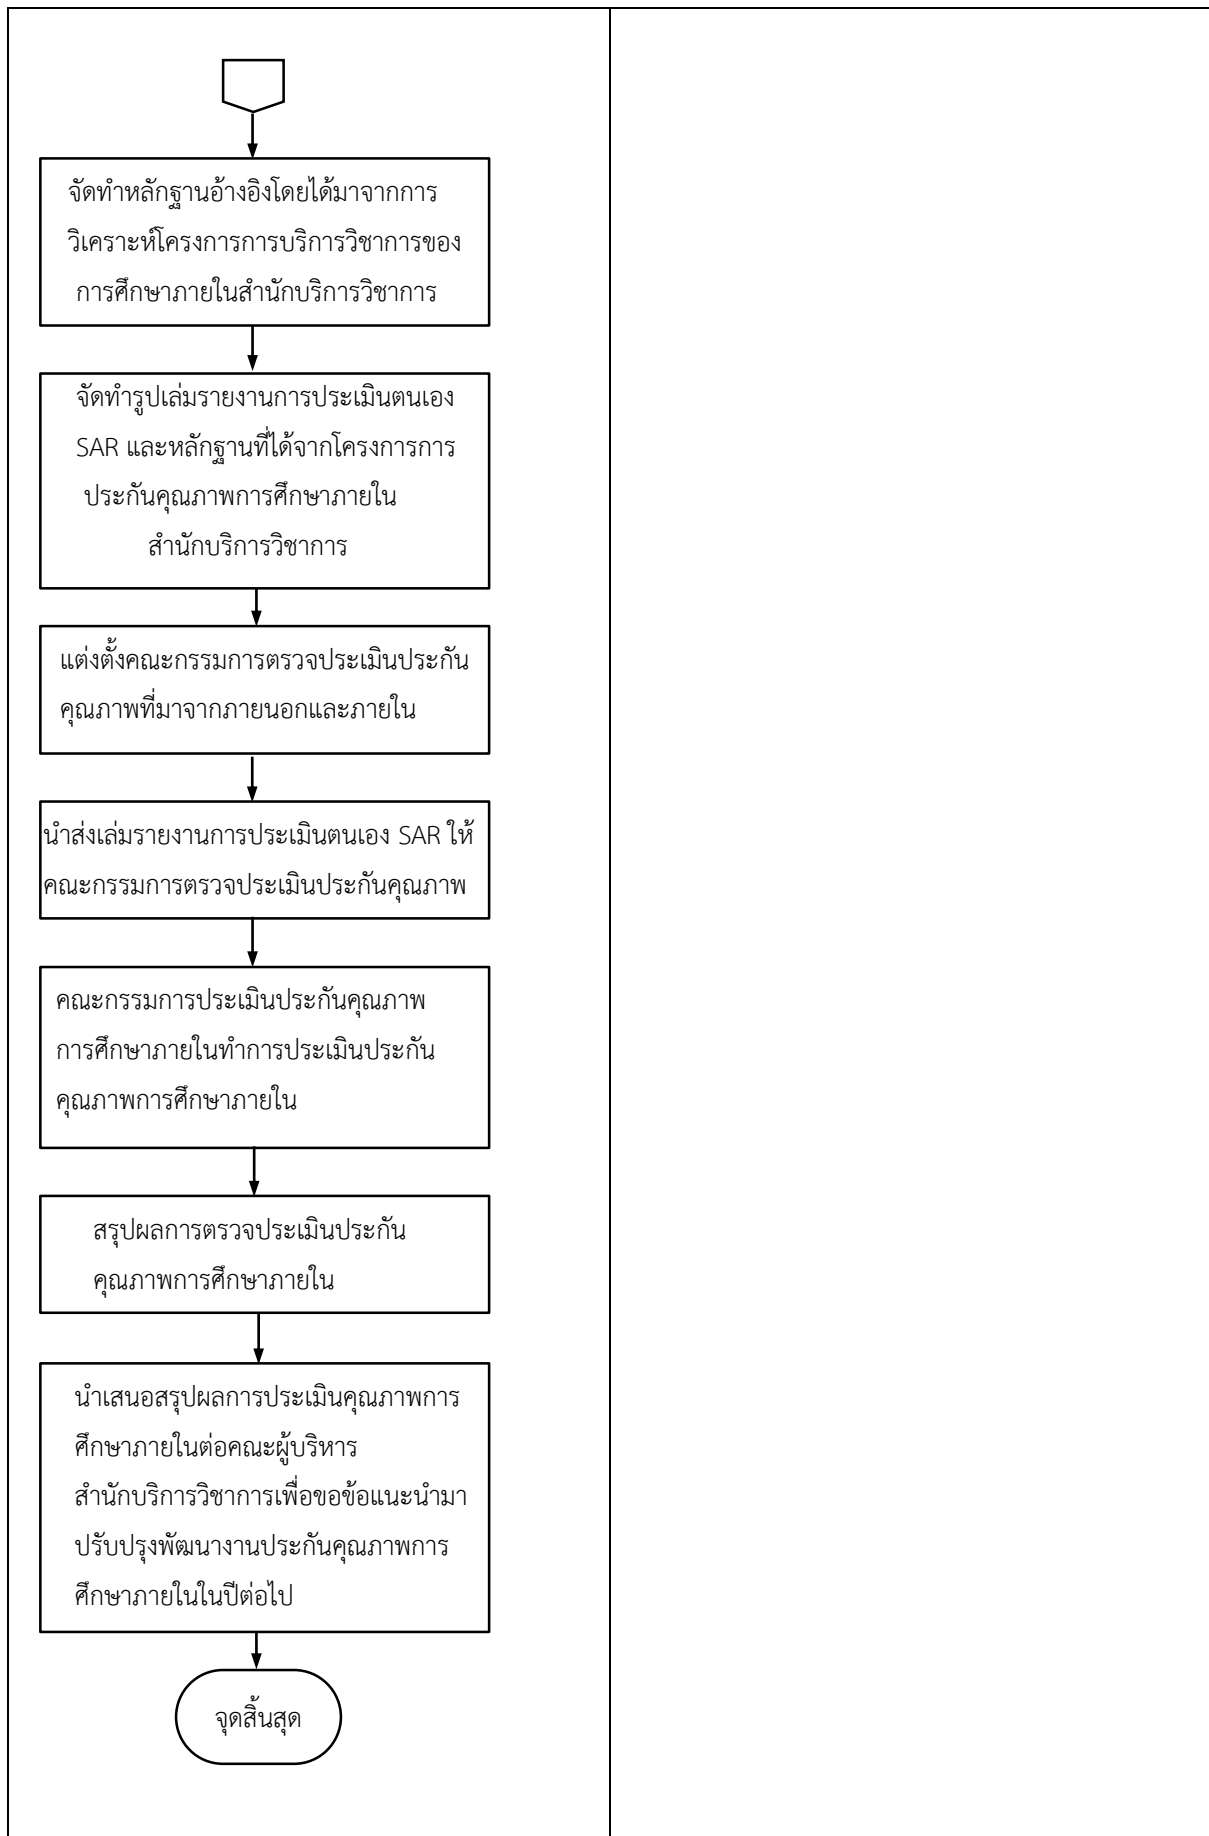 จัดทำหลักฐานอ้างอิงโดยได้มาจากการ
วิเคราะห์โครงการการบริการวิชาการของ
การศึกษาภายในสำนักบริการวิชาการ
จัดทำรูปเล่มรายงานการประเมินตนเอง
SAR และหลักฐานที่ได้จากโครงการการ
ประกันคุณภาพการศึกษาภายใน
สำนักบริการวิชาการ
แต่งตั้งคณะกรรมการตรวจประเมินประกัน
คุณภาพที่มาจากภายนอกและภายใน
นำส่งเล่มรายงานการประเมินตนเอง SAR ให้
คณะกรรมการตรวจประเมินประกันคุณภาพ
คณะกรรมการประเมินประกันคุณภาพ
การศึกษาภายในทำการประเมินประกัน
คุณภาพการศึกษาภายใน
สรุปผลการตรวจประเมินประกัน
คุณภาพการศึกษาภายใน
นำเสนอสรุปผลการประเมินคุณภาพการ
ศึกษาภายในต่อคณะผู้บริหาร
สำนักบริการวิชาการเพื่อขอข้อแนะนำมา
ปรับปรุงพัฒนางานประกันคุณภาพการ
ศึกษาภายในในปีต่อไป
จุดสิ้นสุด